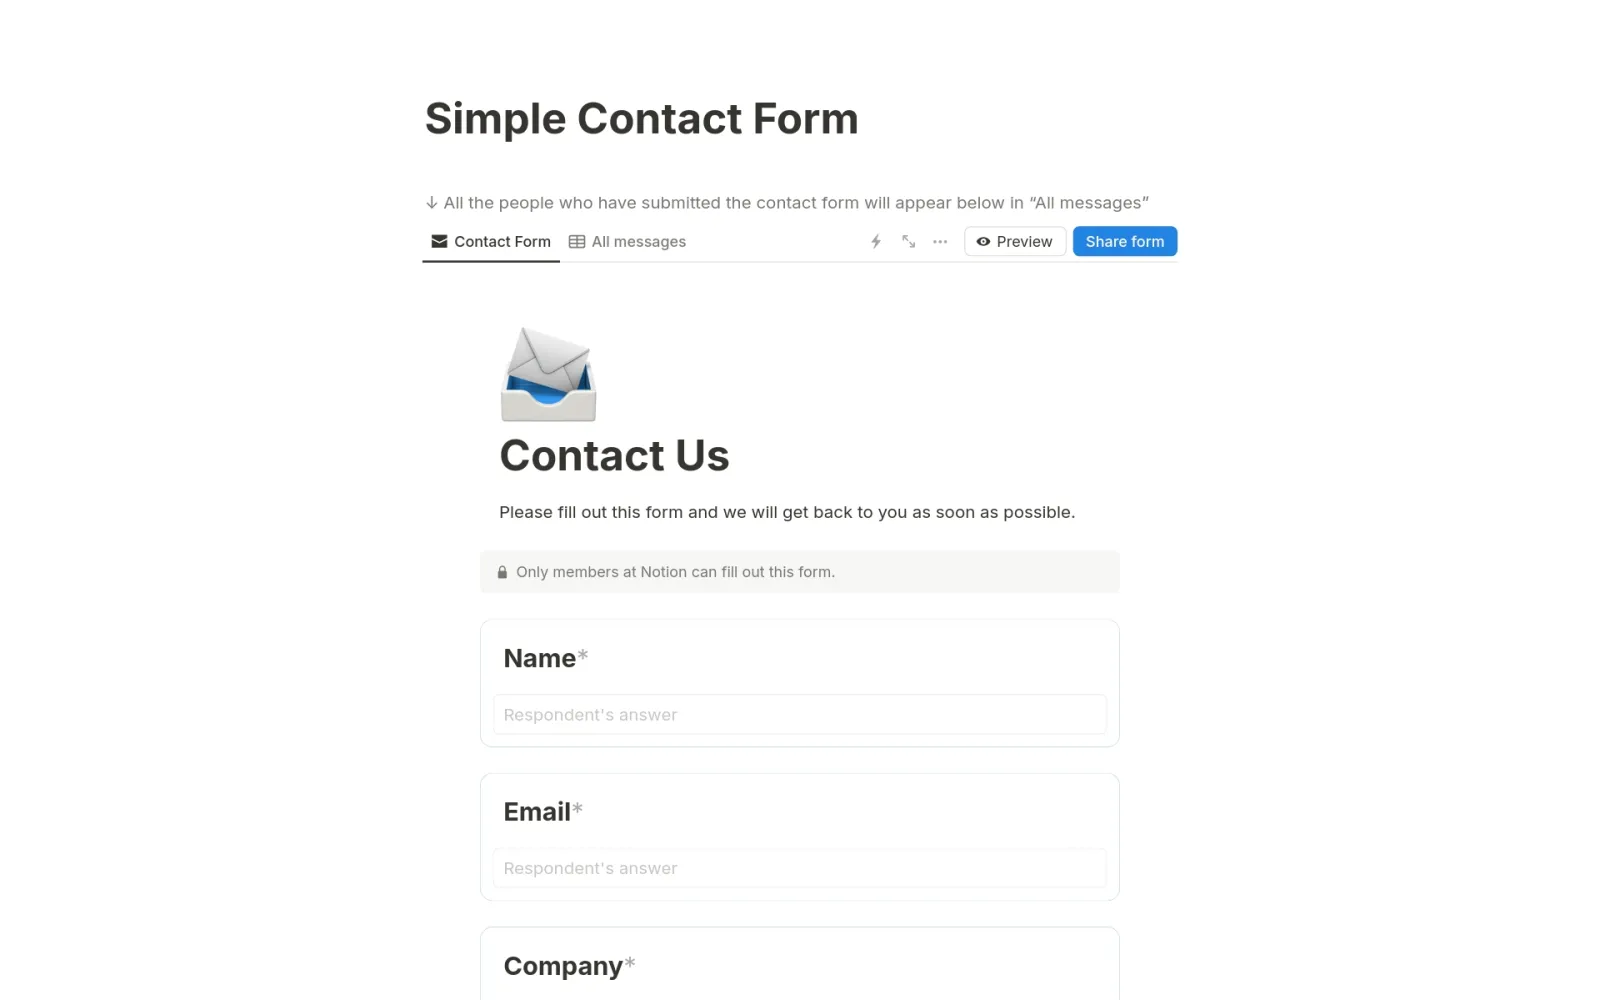 Simple Contact Form
↓ All the people who have submitted the contact form will appear below in “All messages”
Contact Form All messages Preview Share form
Contact Us
Please fill out this form and we will get back to you as soon as possible.
Only members at Notion can fill out this form.
Name*
Respondent's answer
Email*
Respondent's answer
Company*